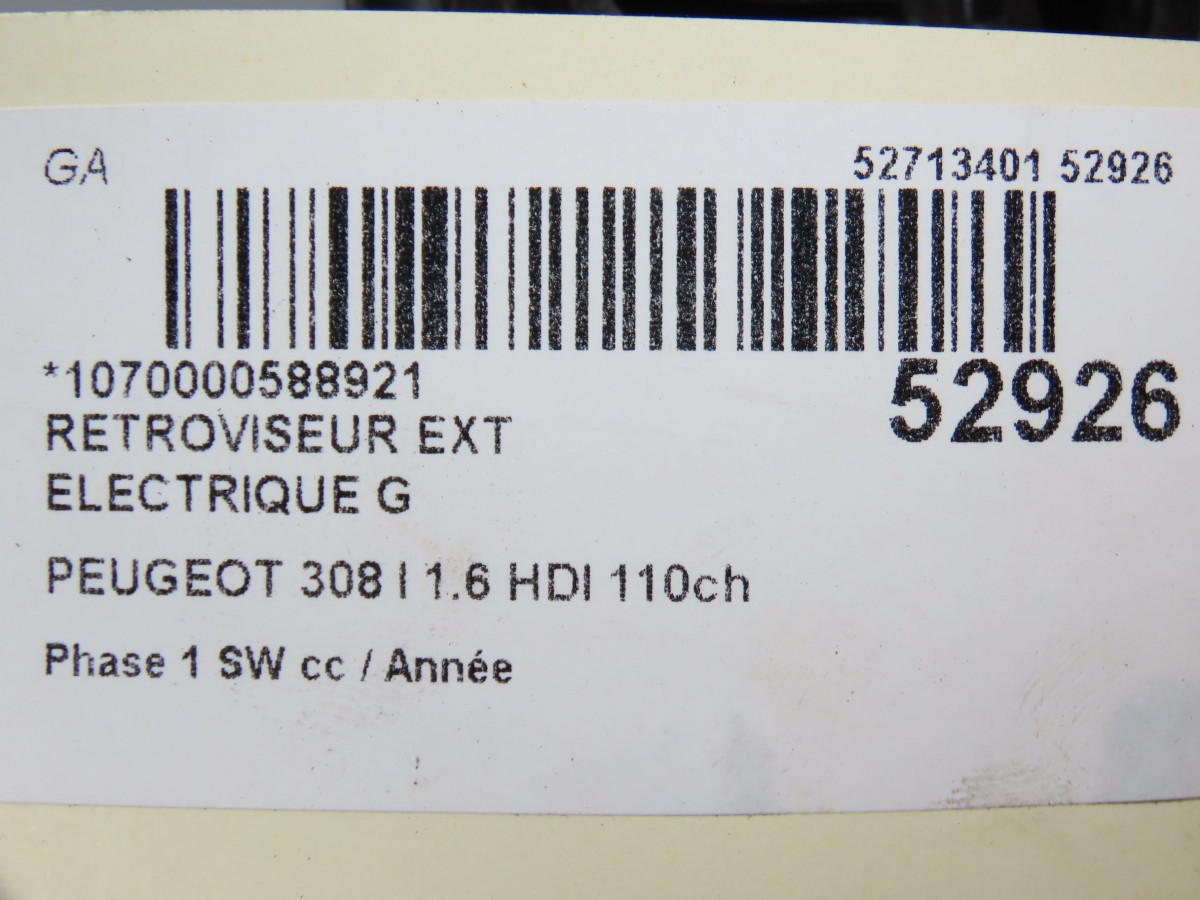 GA 52713401 52926
*1070000588921 52926
RETROVISEUR EXT
ELECTRIQUE G
PEUGEOT 308 I 1.6 HDI 110ch
Phase 1 SW cc / Année